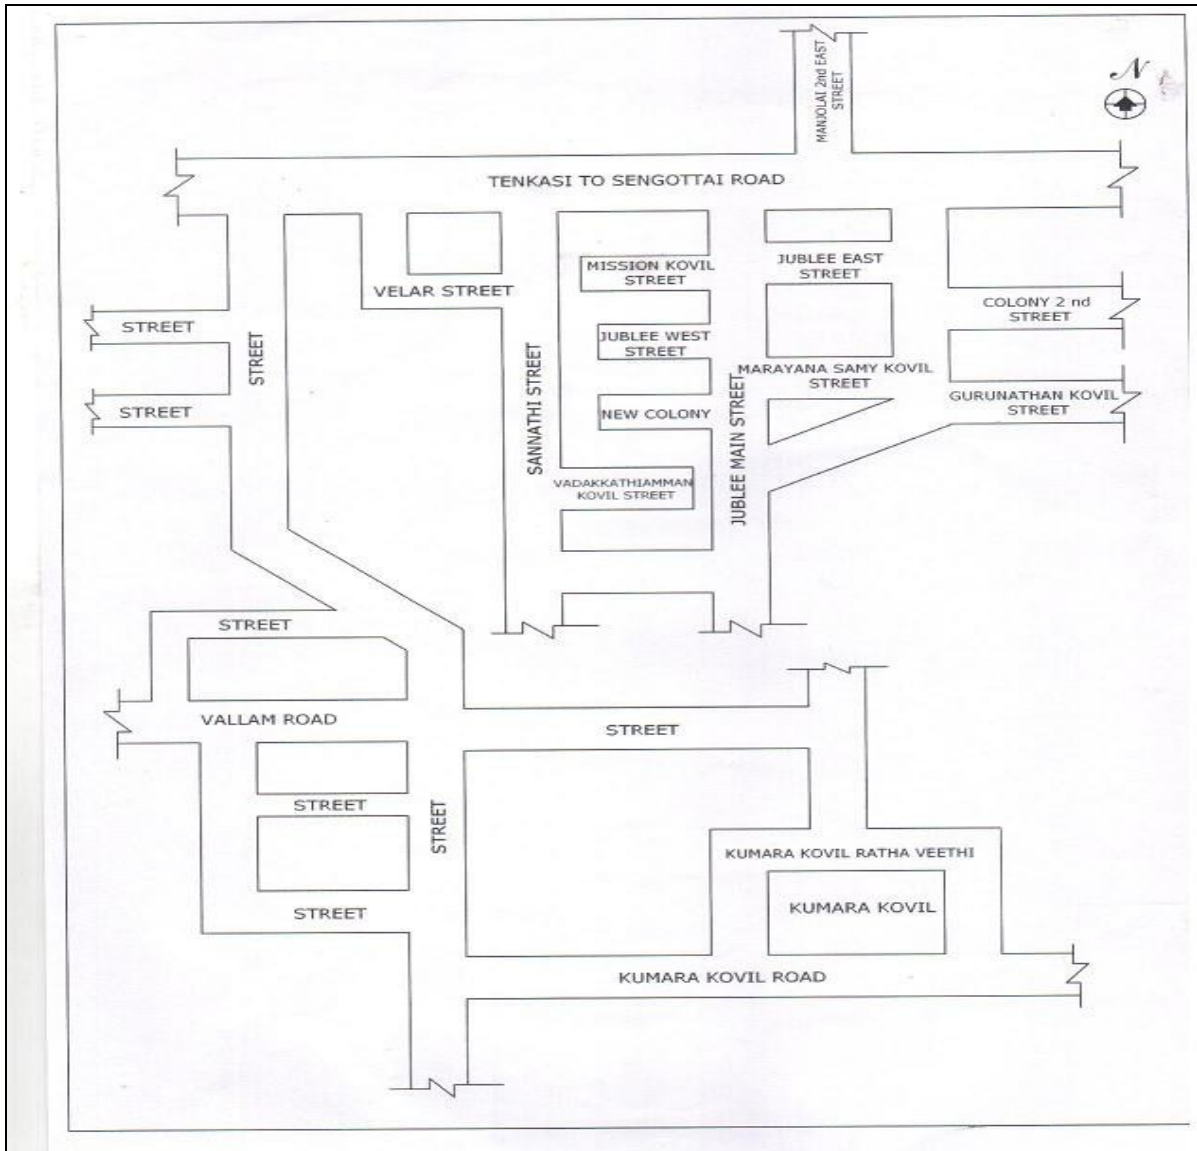 MANJOLAI 2nd EAST
STREET
N
TENKASI TO SENGOTTAI ROAD
MISSION KOVIL
STREET
JUBLEE EAST
STREET
VELAR STREET
COLONY 2 nd
STREET
STREET
STREET
JUBLEE WEST
STREET
SANNATHI STREET
MARAYANA SAMY KOVIL
STREET
JUBLEE MAIN STREET
GURUNATHAN KOVIL
STREET
STREET
NEW COLONY
VADAKKATHIAMMAN
KOVIL STREET
STREET
VALLAM ROAD
STREET
STREET
STREET
KUMARA KOVIL RATHA VEETHI
STREET
KUMARA KOVIL
KUMARA KOVIL ROAD